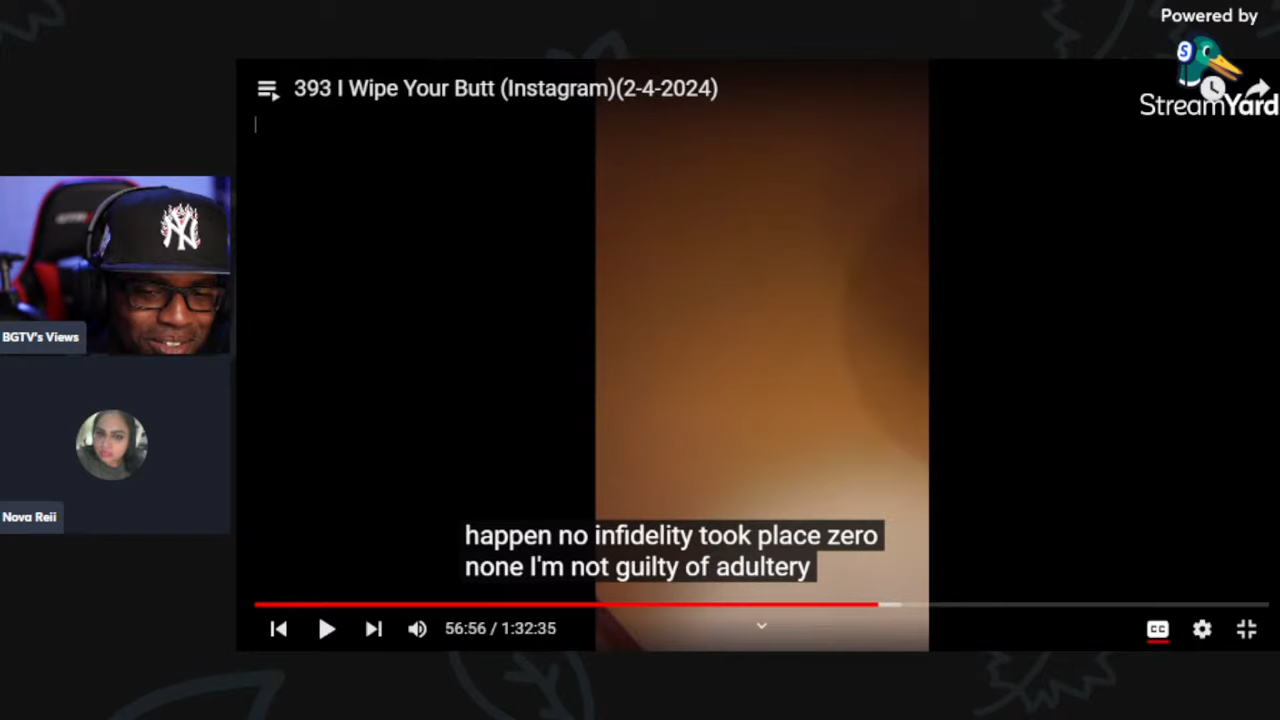 Powered by
S
StreamYard
393 I Wipe Your Butt (Instagram)(2-4-2024)
NY
BGTV's Views
Nova Reii
happen no infidelity took place zero
none I'm not guilty of adultery
56:56 / 1:32:35
CC